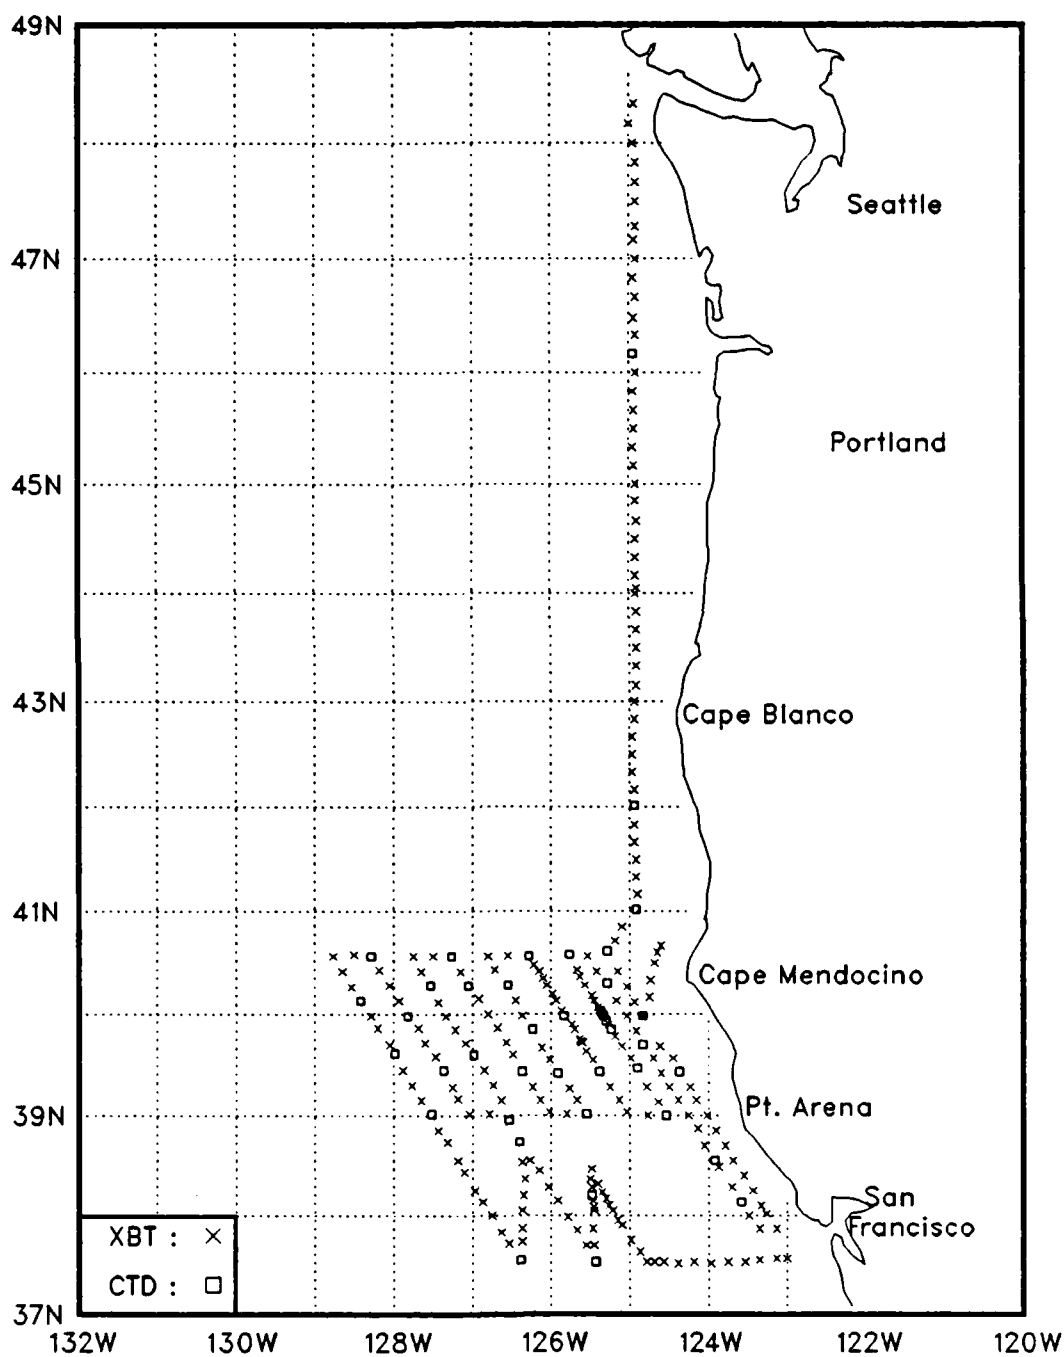 49N
Seattle
47N
Portland
45N
43N
Cape Blanco
41N
Cape Mendocino
39N
Pt. Arena
San
Francisco
XBT : ×
CTD : □
37N
132W 130W 128W 126W 124W 122W 120W